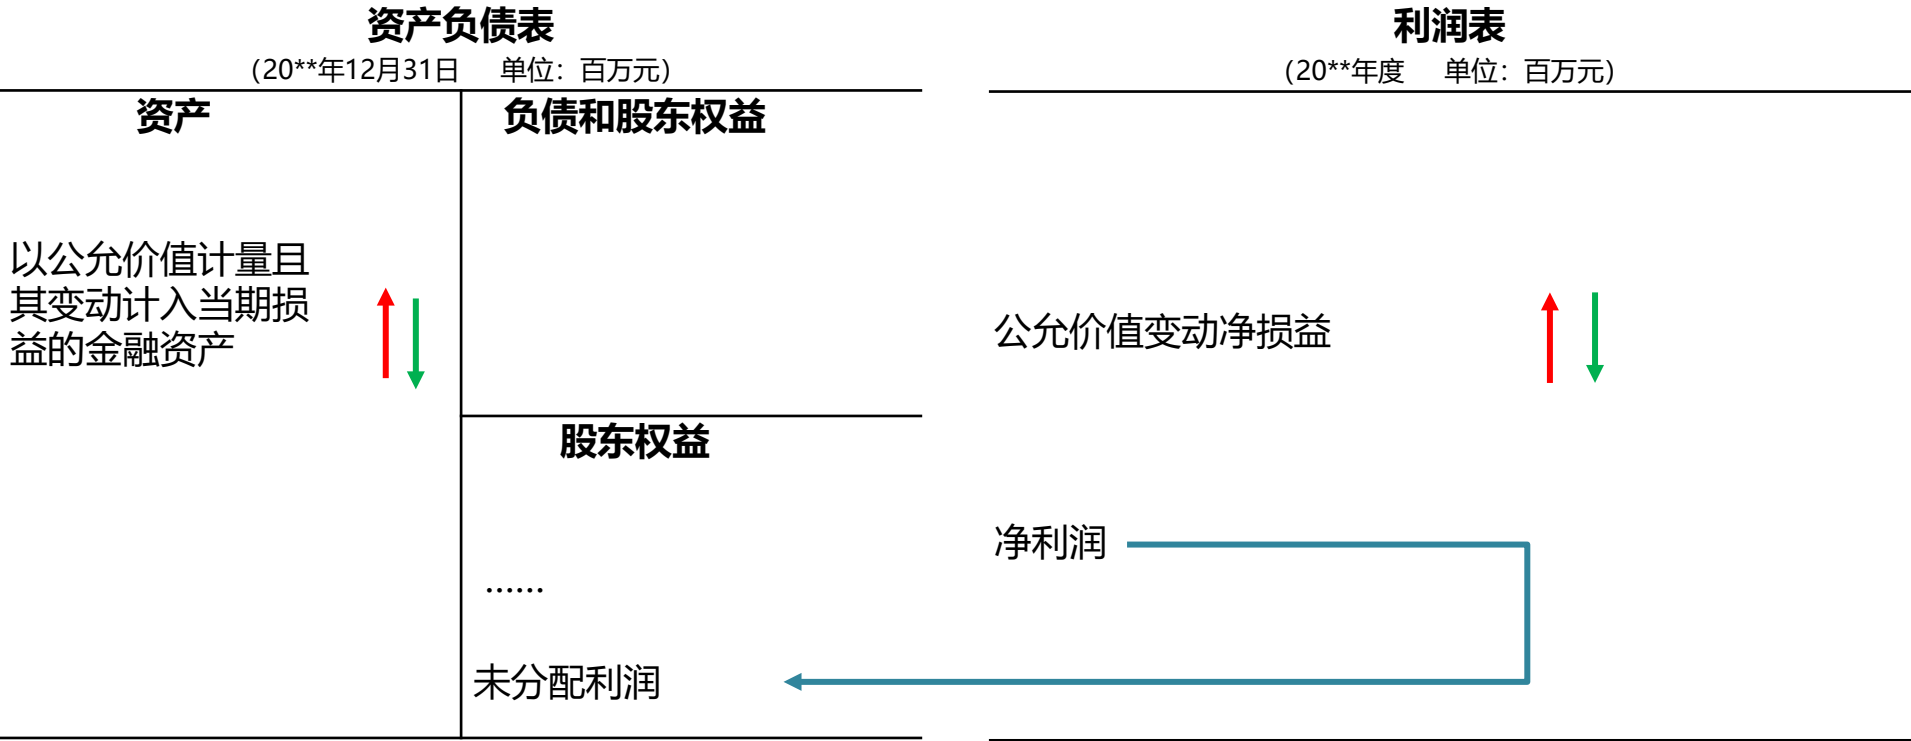 资产负债表
(20**年12月31日 单位：百万元)
资产
负债和股东权益
以公允价值计量且
其变动计入当期损
益的金融资产
股东权益
……
未分配利润
利润表
(20**年度 单位：百万元)
公允价值变动净损益
净利润